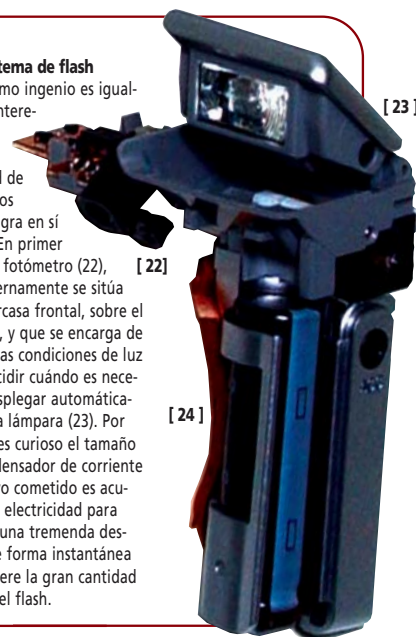 tema de flash
mo ingenio es igual-
ntere-
l de
os
gra en sí
En primer
fotómetro (22),
ernamente se sitúa
rcasa frontal, sobre el
, y que se encarga de
as condiciones de luz
idir cuándo es nece-
splegar automática-
a lámpara (23). Por
es curioso el tamaño
densador de corriente
ro cometido es acu-
electricidad para
una tremenda des-
e forma instantánea
ere la gran cantidad
el flash.
[ 23 ]
[ 22]
[ 24 ]